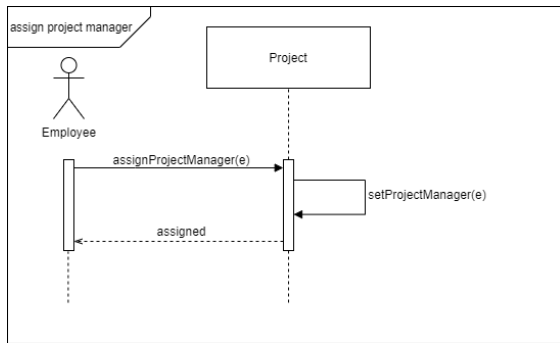 assign project manager
Project
Employee
assignProjectManager(e)
setProjectManager(e)
assigned